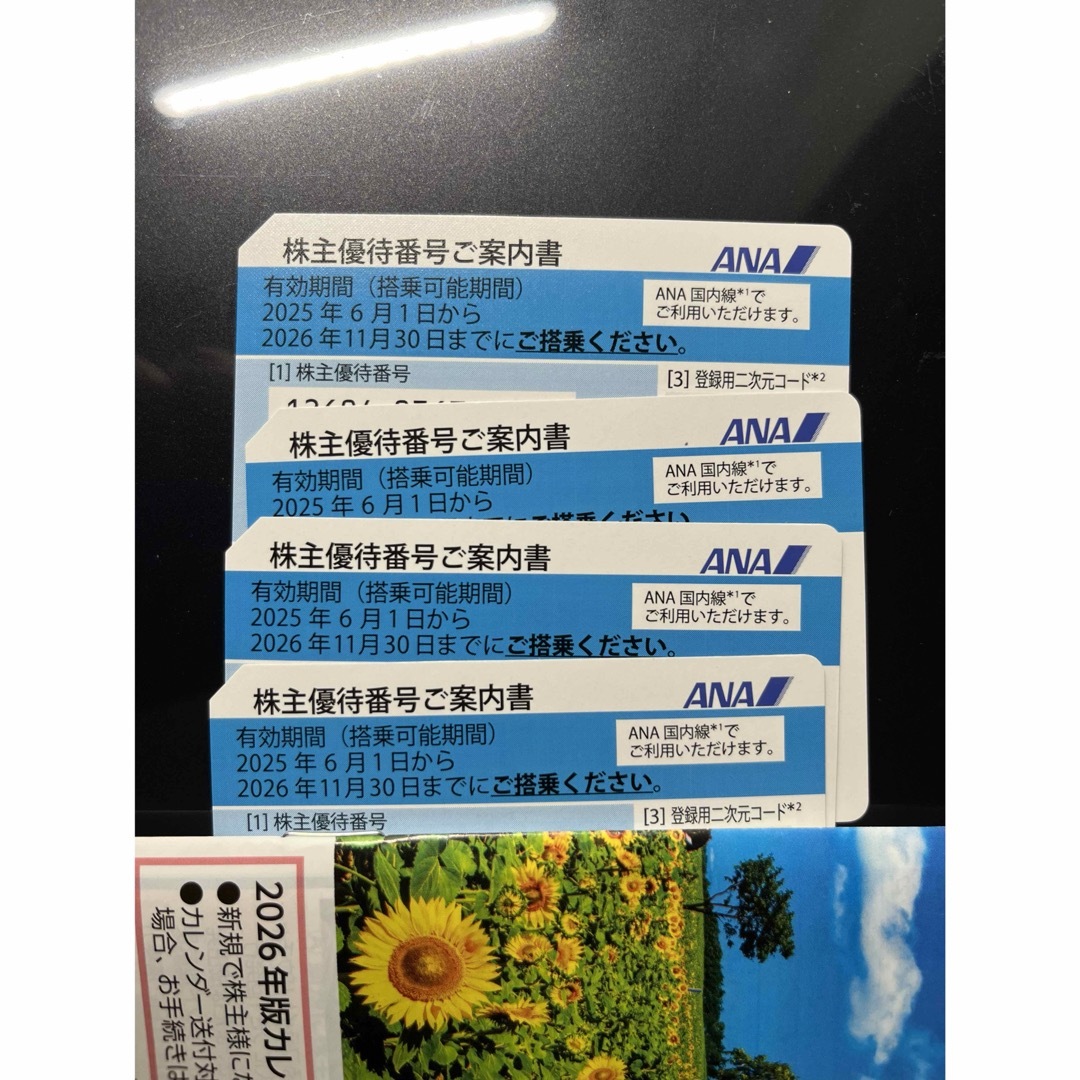 株主優待番号ご案内書
ANA
有効期間（搭乗可能期間）
2025年6月1日から
2026年11月30日までにご搭乗ください。
ANA国内線*1で
ご利用いただけます。
[1] 株主優待番号
[3] 登録用二次元コード*2
株主優待番号ご案内書
ANA
有効期間（搭乗可能期間）
2025年6月1日から
ご搭乗ください
ANA国内線*1で
ご利用いただけます。
株主優待番号ご案内書
ANA
有効期間（搭乗可能期間）
2025年6月1日から
2026年11月30日までにご搭乗ください。
ANA国内線*1で
ご利用いただけます。
株主優待番号ご案内書
ANA
有効期間（搭乗可能期間）
2025年6月1日から
2026年11月30日までにご搭乗ください。
ANA国内線*1で
ご利用いただけます。
[1] 株主優待番号
[3] 登録用二次元コード*2
2026年版カレ
●新規で株主様にな
●カレンダー送付対
場合、お手続きは